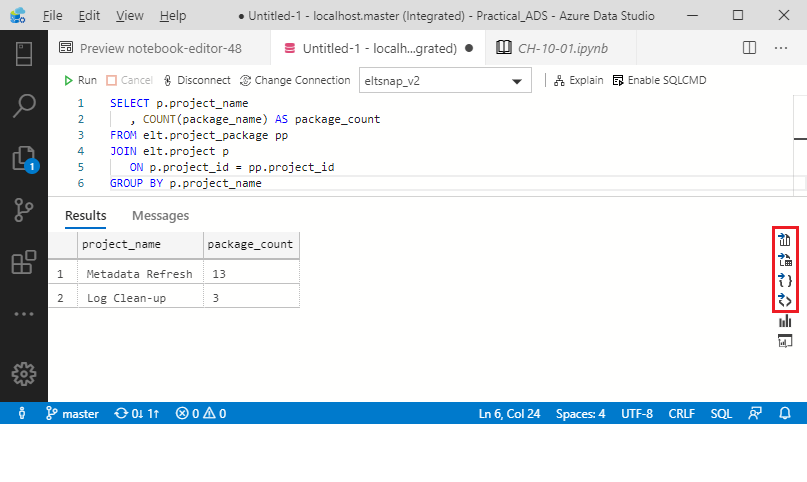 File Edit View Help ● Untitled-1 - localhost.master (Integrated) - Practical_ADS - Azure Data Studio
Preview notebook-editor-48 Untitled-1 - localh...grated) ● CH-10-01.ipynb
Run Cancel Disconnect Change Connection eltsnap_v2 Explain Enable SQLCMD
1 SELECT p.project_name
2 , COUNT(package_name) AS package_count
3 FROM elt.project_package pp
4 JOIN elt.project p
5 ON p.project_id = pp.project_id
6 GROUP BY p.project_name
1
Results Messages
project_name package_count
1 Metadata Refresh 13
2 Log Clean-up 3
master 0↓ 1↑ 0 0 Ln 6, Col 24 Spaces: 4 UTF-8 CRLF SQL